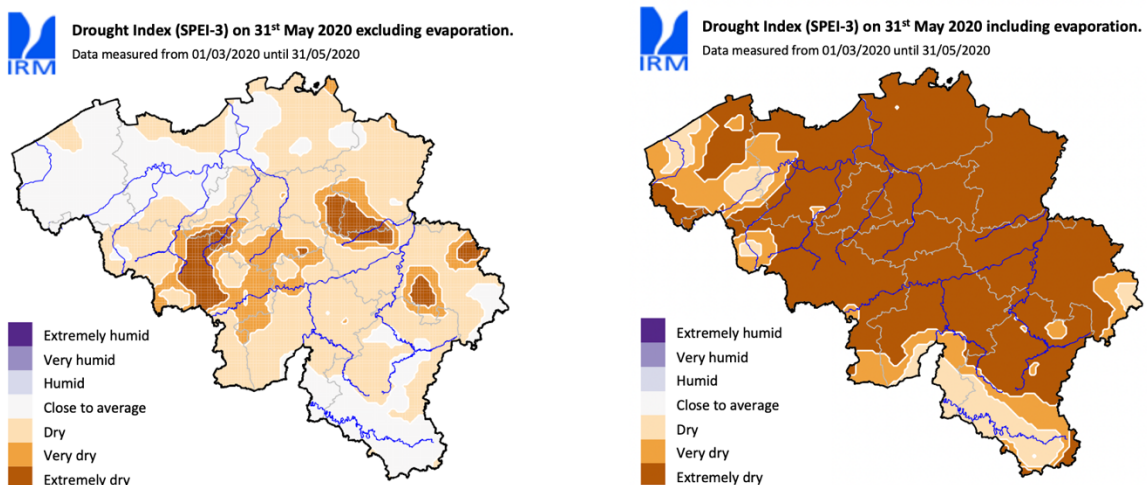 Drought Index (SPEI-3) on 31st May 2020 excluding evaporation.
Data measured from 01/03/2020 until 31/05/2020
IRM
Extremely humid
Very humid
Humid
Close to average
Dry
Very dry
Extremely dry
Drought Index (SPEI-3) on 31st May 2020 including evaporation.
Data measured from 01/03/2020 until 31/05/2020
IRM
Extremely humid
Very humid
Humid
Close to average
Dry
Very dry
Extremely dry